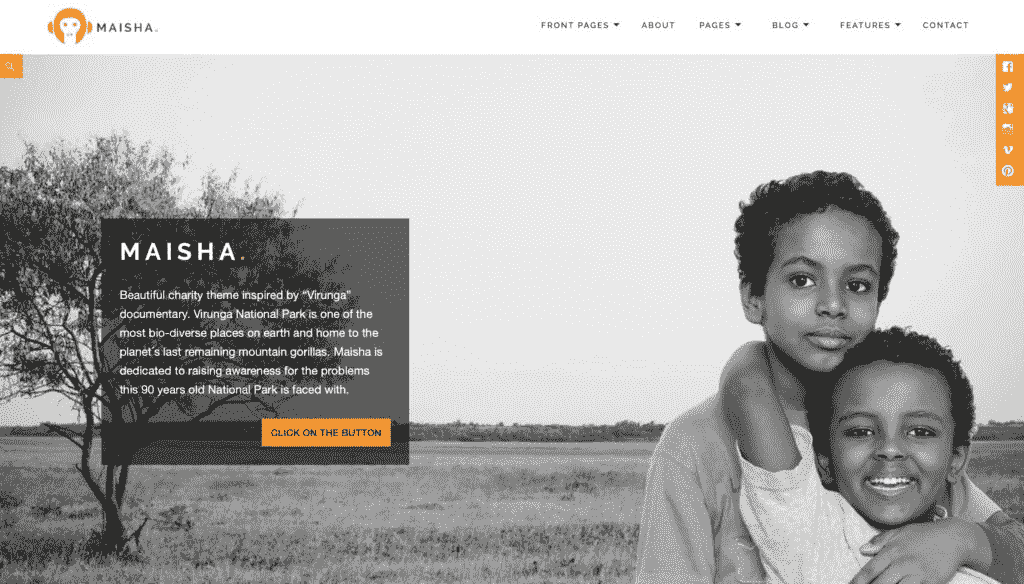 MAISHA.
FRONT PAGES
ABOUT
PAGES
BLOG
FEATURES
CONTACT
MAISHA.
Beautiful charity theme inspired by “Virunga”
documentary. Virunga National Park is one of the
most bio-diverse places on earth and home to the
planet’s last remaining mountain gorillas. Maisha is
dedicated to raising awareness for the problems
this 90 years old National Park is faced with.
CLICK ON THE BUTTON